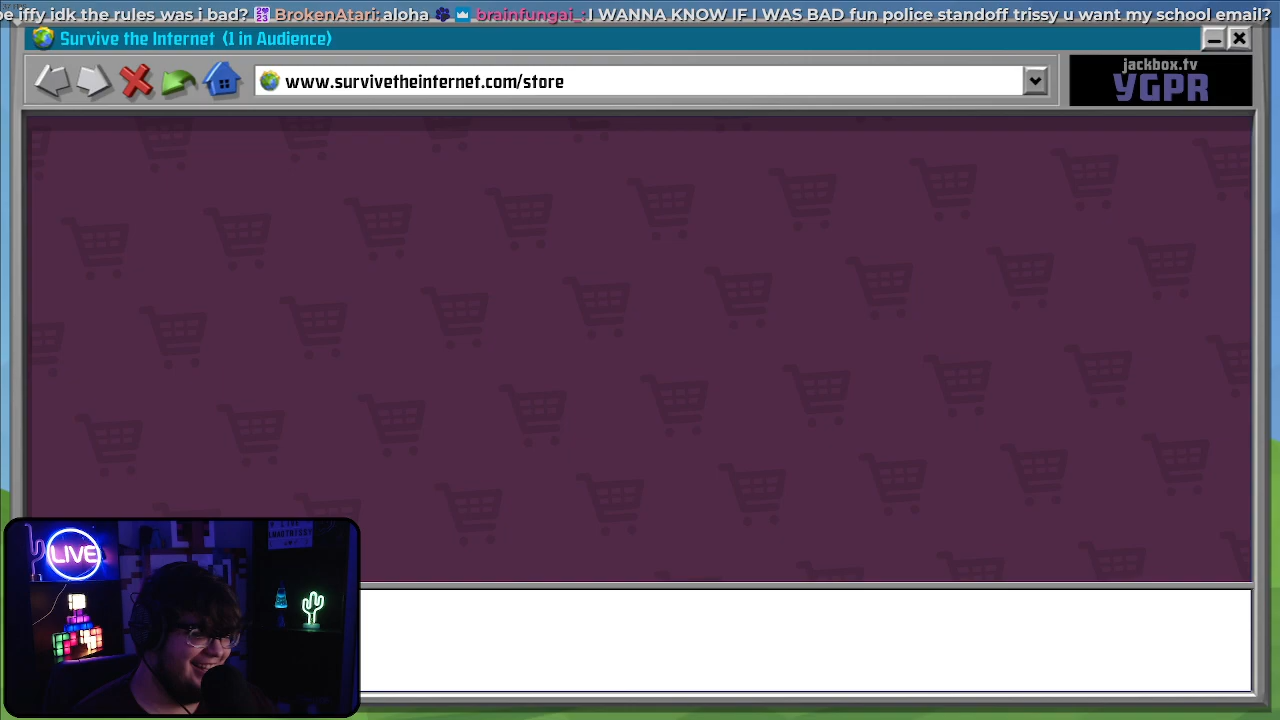 e iffy idk the rules was i bad? BrokenAtari: aloha brainfungai_: I WANNA KNOW IF I WAS BAD fun police standoff trissy u want my school email?
Survive the Internet (1 in Audience)
www.survivetheinternet.com/store
jackbox.tv
YGPR
LIVE